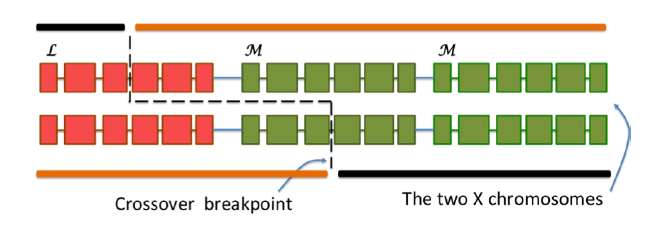 ℒ ℳ ℳ
Crossover breakpoint
The two X chromosomes